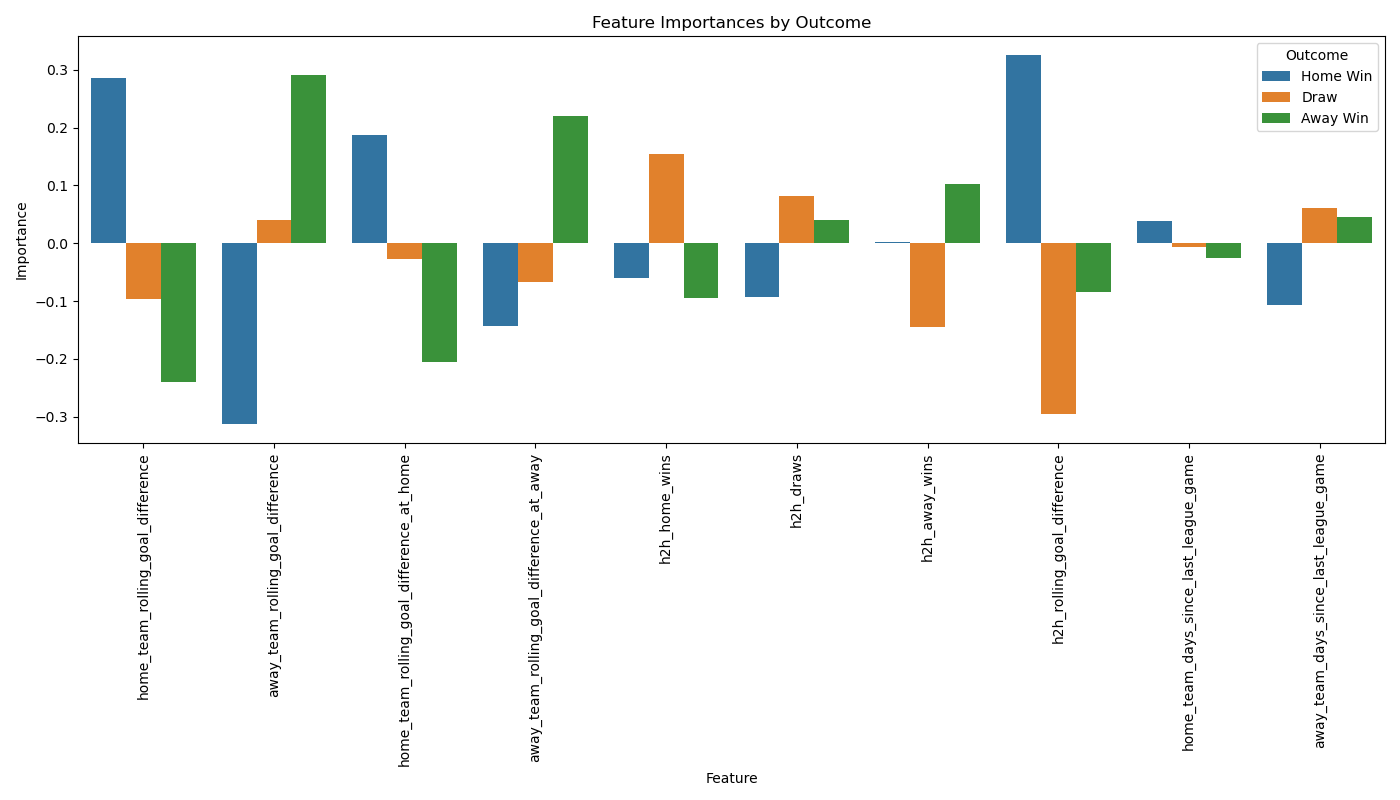 Feature Importances by Outcome
Outcome
Home Win
Draw
Away Win
Importance
0.3
0.2
0.1
0.0
−0.1
−0.2
−0.3
home_team_rolling_goal_difference
away_team_rolling_goal_difference
home_team_rolling_goal_difference_at_home
away_team_rolling_goal_difference_at_away
h2h_home_wins
h2h_draws
h2h_away_wins
h2h_rolling_goal_difference
home_team_days_since_last_league_game
away_team_days_since_last_league_game
Feature